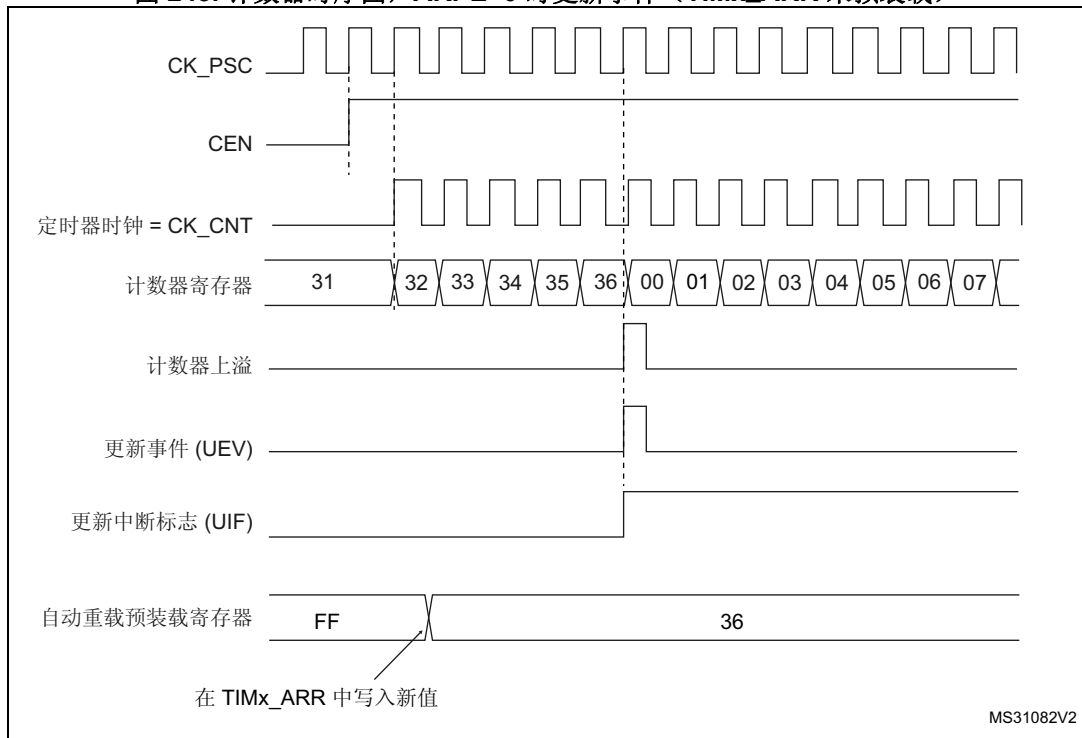 CK_PSC
CEN
定时器时钟 = CK_CNT
计数器寄存器 31 32 33 34 35 36 00 01 02 03 04 05 06 07
计数器上溢
更新事件 (UEV)
更新中断标志 (UIF)
自动重载预装载寄存器 FF 36
在 TIMx_ARR 中写入新值
MS31082V2